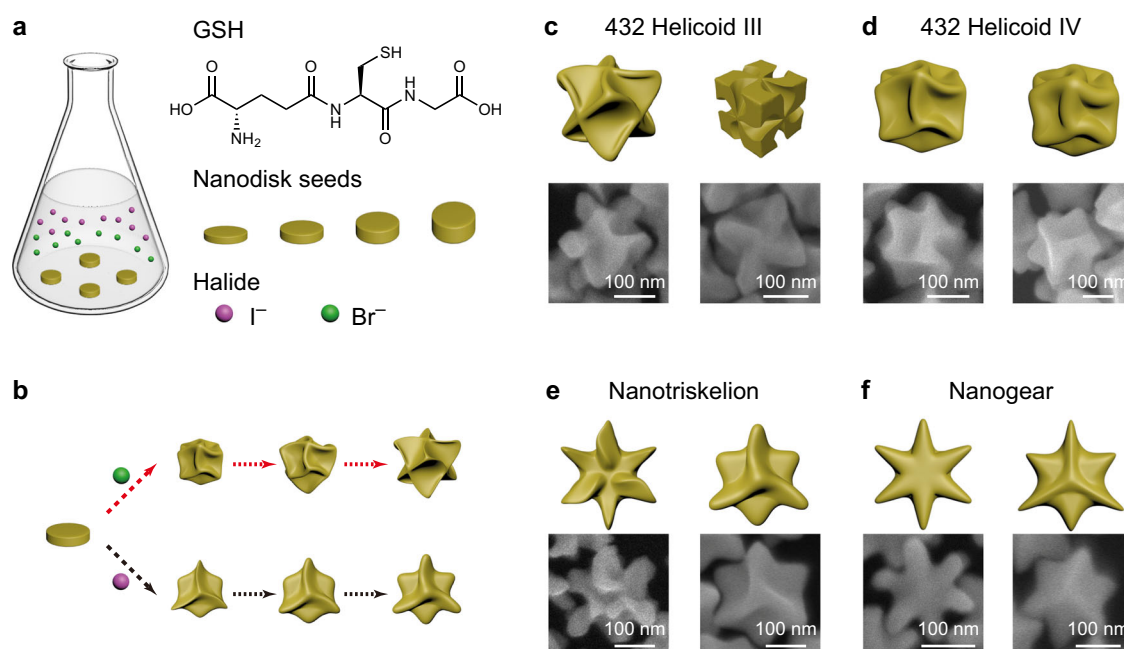 a
GSH
O
HO
NH₂
O
N
H
SH
O
H
N
O
OH
Nanodisk seeds
Halide
I⁻
Br⁻
b
c
432 Helicoid III
100 nm
100 nm
d
432 Helicoid IV
100 nm
100 nm
e
Nanotriskelion
100 nm
100 nm
f
Nanogear
100 nm
100 nm